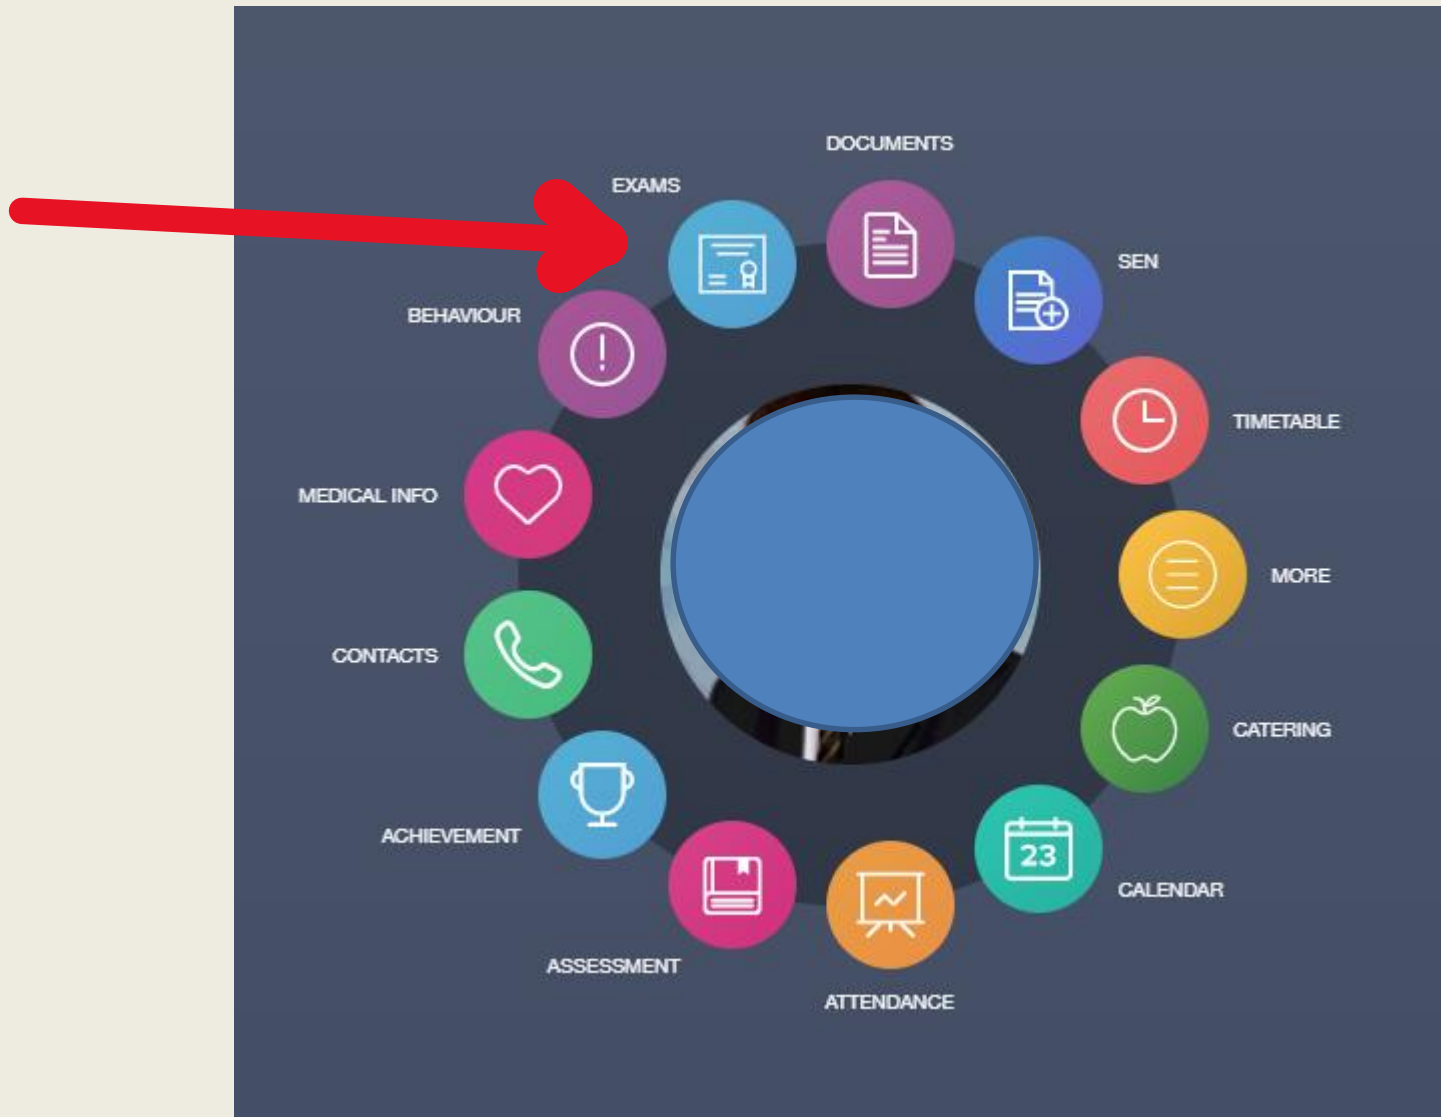 DOCUMENTS
EXAMS
SEN
BEHAVIOUR
TIMETABLE
MEDICAL INFO
MORE
CONTACTS
CATERING
ACHIEVEMENT
23
CALENDAR
ASSESSMENT
ATTENDANCE